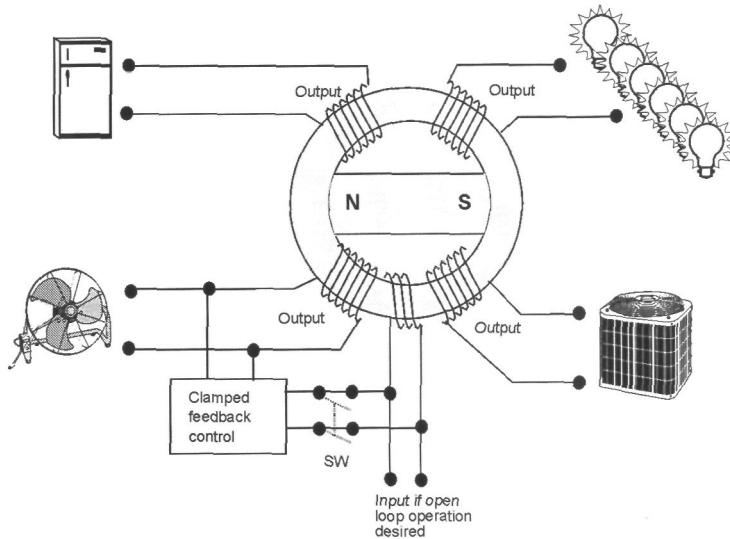 Output
Output
N S
Output
Output
Clamped
feedback
control
SW
Input if open
loop operation
desired